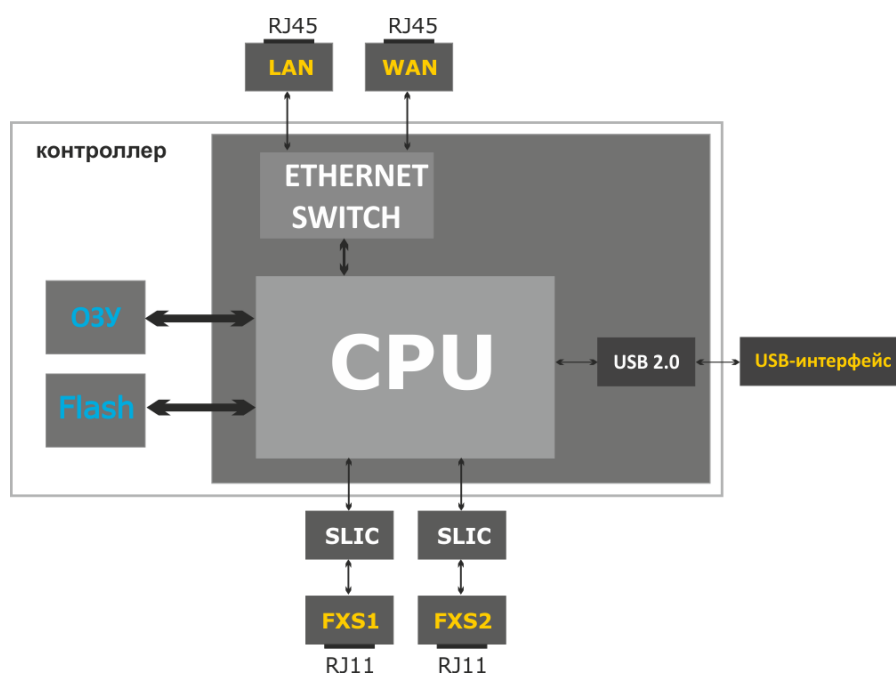 RJ45
RJ45
LAN
WAN
контроллер
ETHERNET
SWITCH
ОЗУ
CPU
USB 2.0
USB-интерфейс
Flash
SLIC
SLIC
FXS1
FXS2
RJ11
RJ11